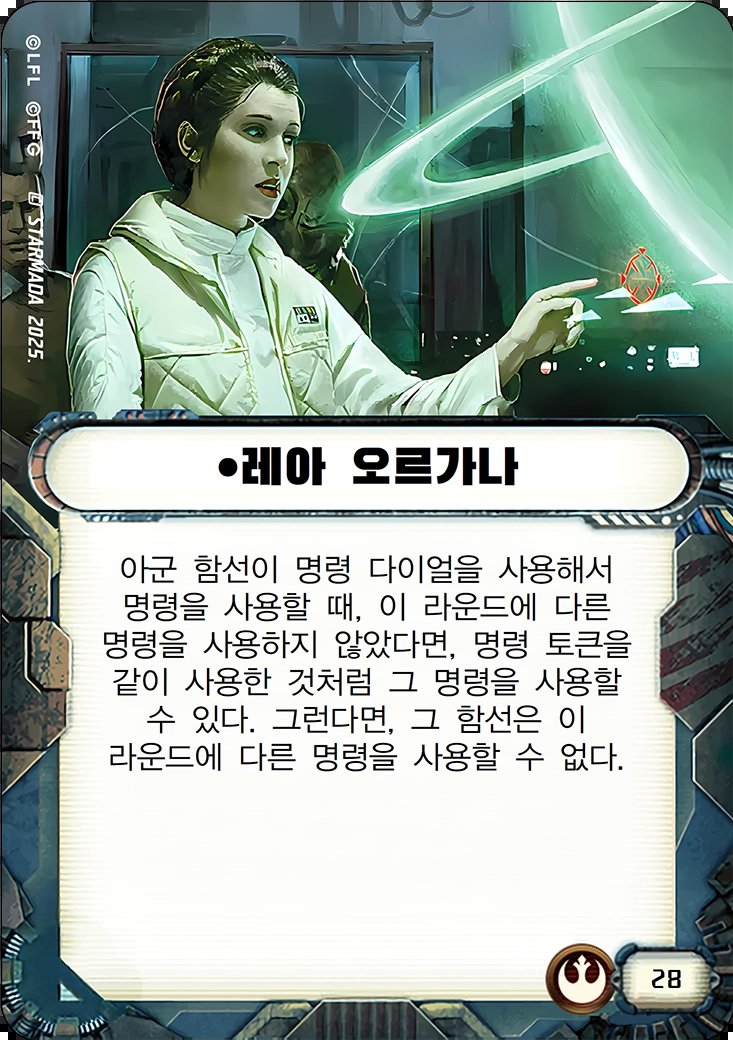 ©LFL ©FFG STARMADA 2025.
•레아 오르가나
아군 함선이 명령 다이얼을 사용해서
명령을 사용할 때, 이 라운드에 다른
명령을 사용하지 않았다면, 명령 토큰을
같이 사용한 것처럼 그 명령을 사용할
수 있다. 그런다면, 그 함선은 이
라운드에 다른 명령을 사용할 수 없다.
28